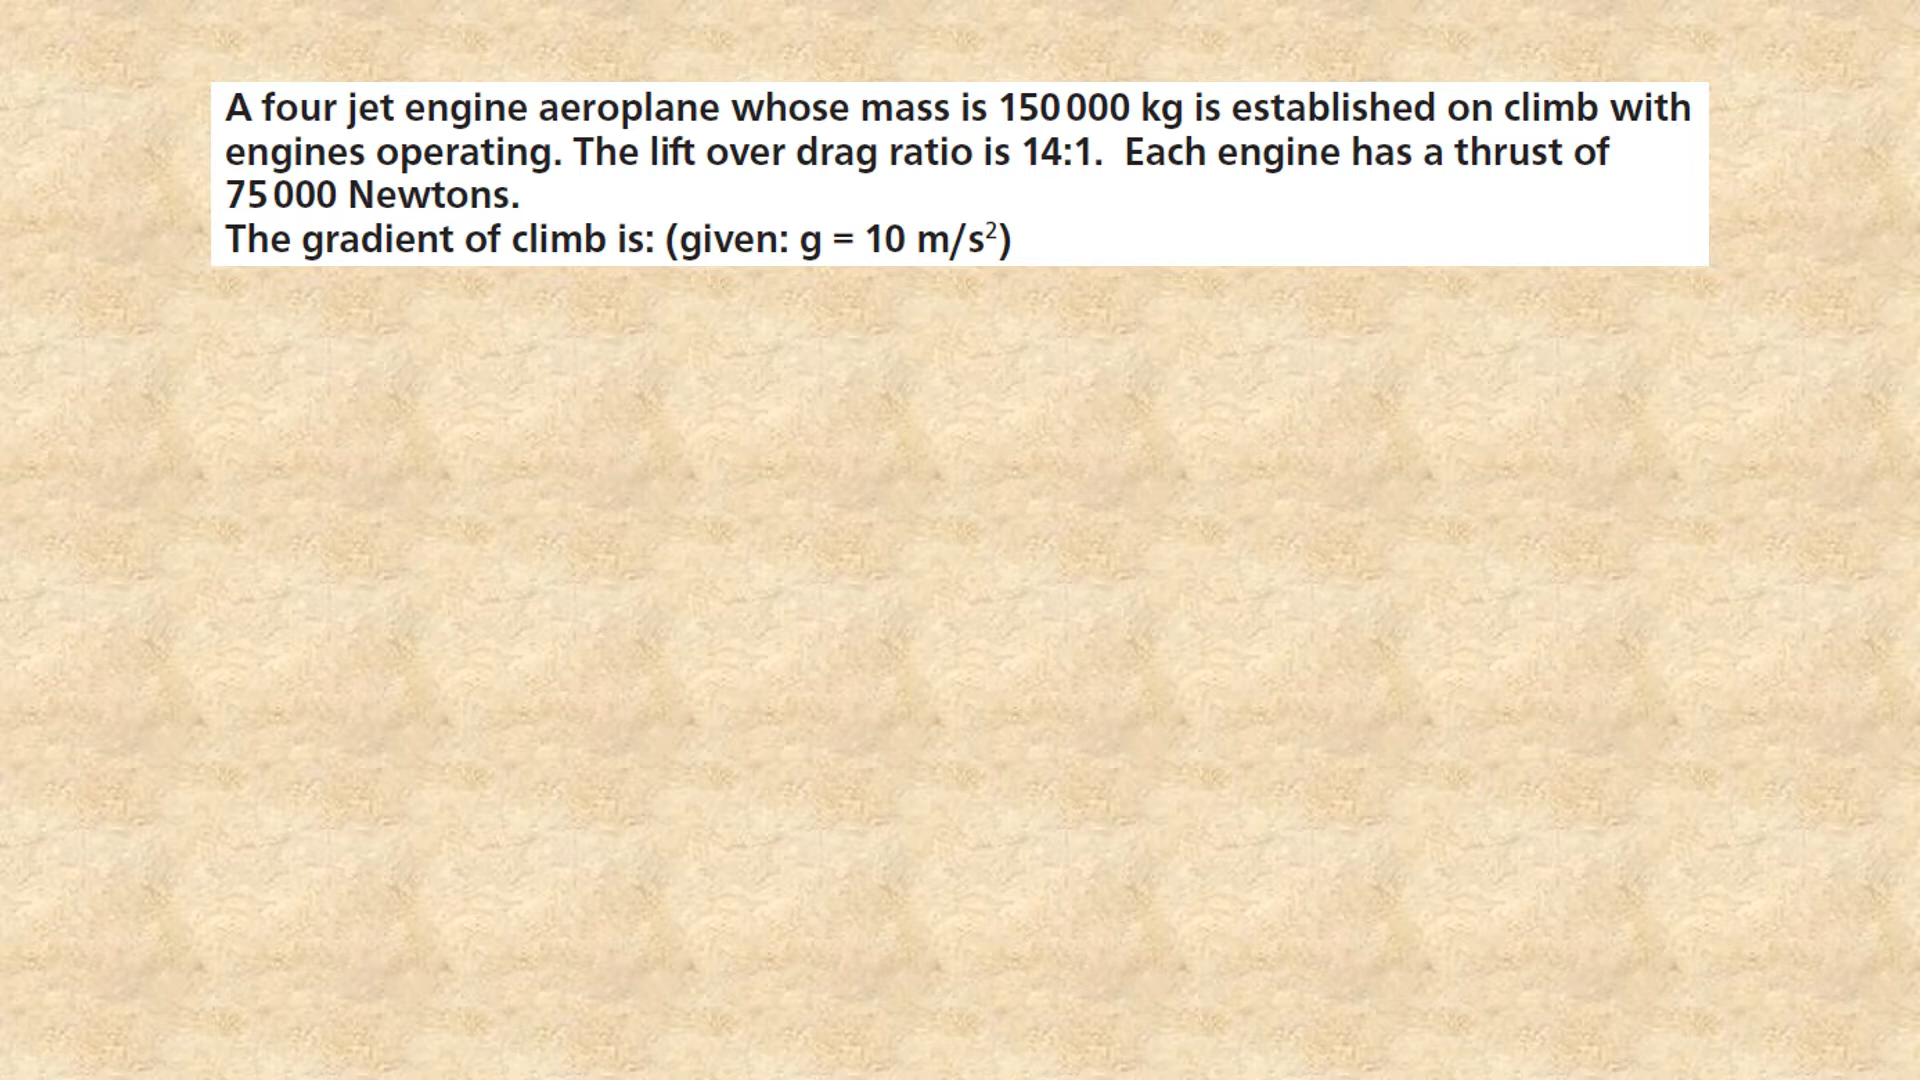 A four jet engine aeroplane whose mass is 150 000 kg is established on climb with
engines operating. The lift over drag ratio is 14:1. Each engine has a thrust of
75 000 Newtons.
The gradient of climb is: (given: g = 10 m/s²)